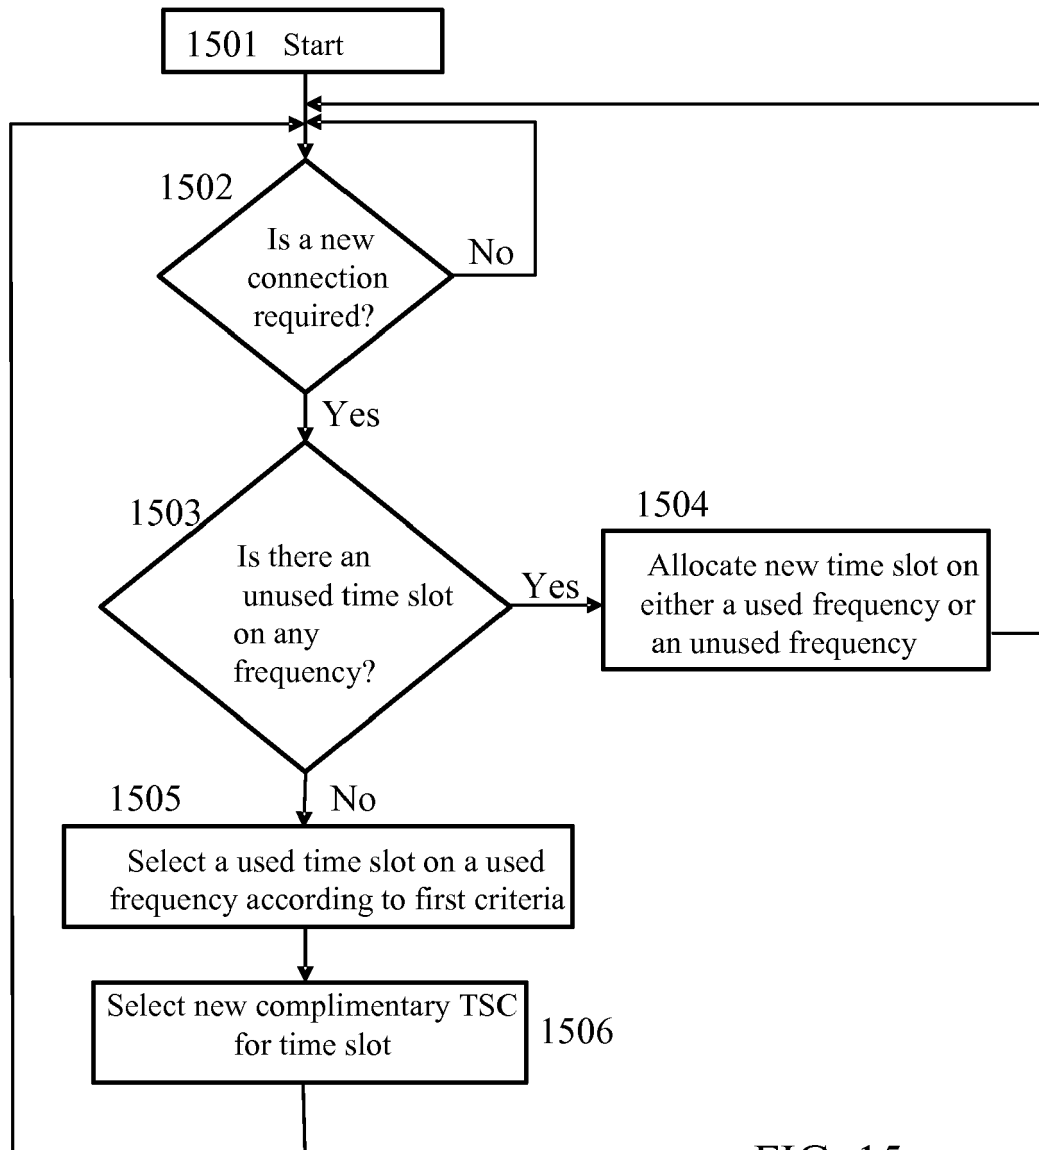 1501 Start
1502
Is a new
connection
required?
No
Yes
1503
Is there an
unused time slot
on any
frequency?
Yes
1504
Allocate new time slot on
either a used frequency or
an unused frequency
No
1505
Select a used time slot on a used
frequency according to first criteria
Select new complimentary TSC
for time slot
1506
FIG. 15